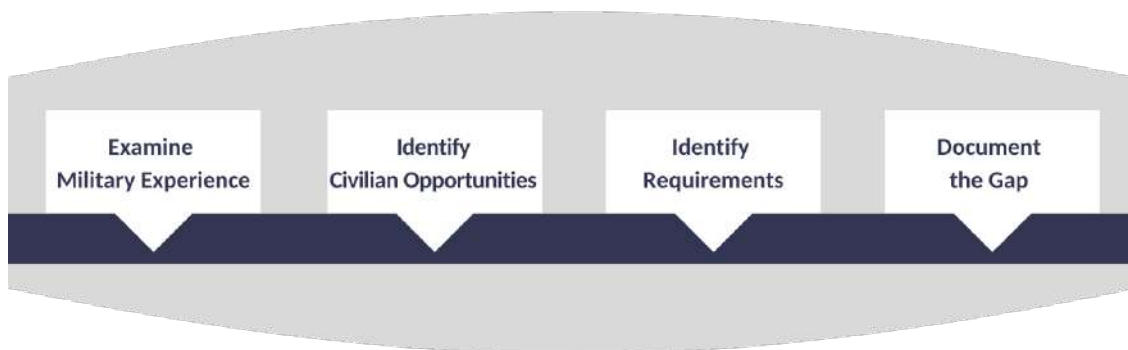 Examine
Military Experience
Identify
Civilian Opportunities
Identify
Requirements
Document
the Gap